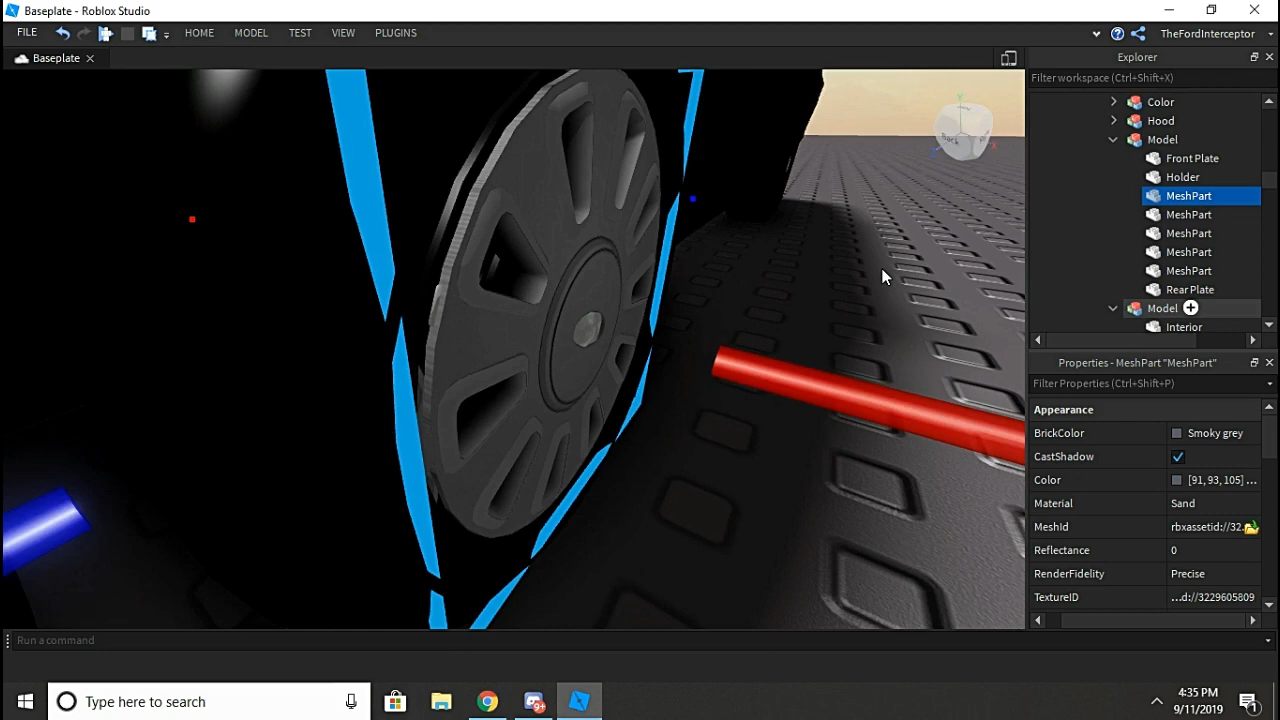 Baseplate - Roblox Studio
FILE HOME MODEL TEST VIEW PLUGINS TheFordInterceptor
Baseplate
Explorer
Filter workspace (Ctrl+Shift+X)
Color
Hood
Model
Front Plate
Holder
MeshPart
MeshPart
MeshPart
MeshPart
MeshPart
Rear Plate
Model
Interior
Back
Y
X
Properties - MeshPart "MeshPart"
Filter Properties (Ctrl+Shift+P)
Appearance
BrickColor Smoky grey
CastShadow
Color [91, 93, 105] ...
Material Sand
MeshId rbxassetid://32...
Reflectance 0
RenderFidelity Precise
TextureID ...d://3229605809
Run a command
Type here to search
9+
4:35 PM
9/11/2019
1